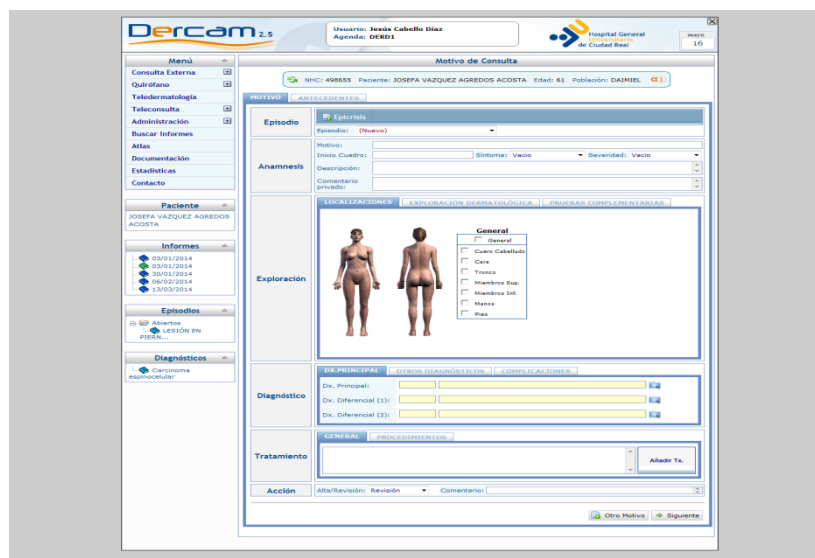 Dercam 2.5
Usuario: Jesús Cabello Díaz
Agenda: DERD1
Hospital General
Universitario
de Ciudad Real
mayo
16
Menú
Consulta Externa
Quirófano
Teledermatología
Teleconsulta
Administración
Buscar Informes
Atlas
Documentación
Estadísticas
Contacto
Paciente
JOSEFA VAZQUEZ AGREDOS
ACOSTA
Informes
03/01/2014
03/01/2014
30/01/2014
06/02/2014
13/03/2014
Episodios
Abiertos
LESIÓN EN
PIERN...
Diagnósticos
Carcinoma
espinocelular
Motivo de Consulta
NHC: 498655 Paciente: JOSEFA VAZQUEZ AGREDOS ACOSTA Edad: 61 Población: DAIMIEL
MOTIVO ANTECEDENTES
Episodio
Epicrisis
Episodio: (Nuevo)
Anamnesis
Motivo:
Inicio Cuadro: Síntoma: Vacio Severidad: Vacio
Descripción:
Comentario
privado:
Exploración
LOCALIZACIONES EXPLORACIÓN DERMATOLÓGICA PRUEBAS COMPLEMENTARIAS
General
General
Cuero Cabelludo
Cara
Tronco
Miembros Sup.
Miembros Inf.
Manos
Pies
Diagnóstico
DX.PRINCIPAL OTROS DIAGNÓSTICOS COMPLICACIONES
Dx. Principal:
Dx. Diferencial (1):
Dx. Diferencial (2):
Tratamiento
GENERAL PROCEDIMIENTOS
Añadir Tx.
Acción
Alta/Revisión: Revisión Comentario:
Otro Motivo Siguiente